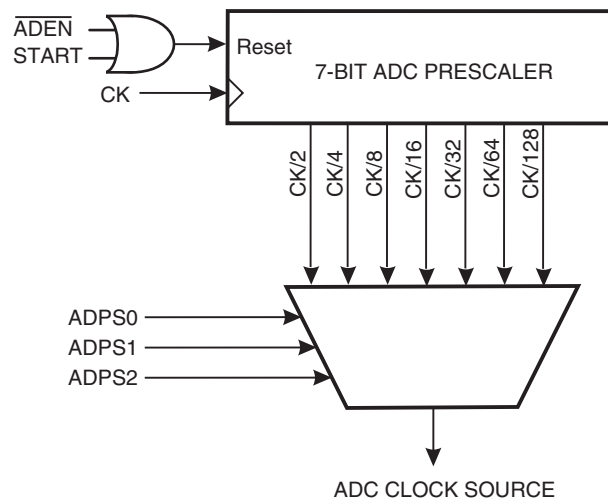 ADEN
START
Reset
7-BIT ADC PRESCALER
CK
CK/2
CK/4
CK/8
CK/16
CK/32
CK/64
CK/128
ADPS0
ADPS1
ADPS2
ADC CLOCK SOURCE